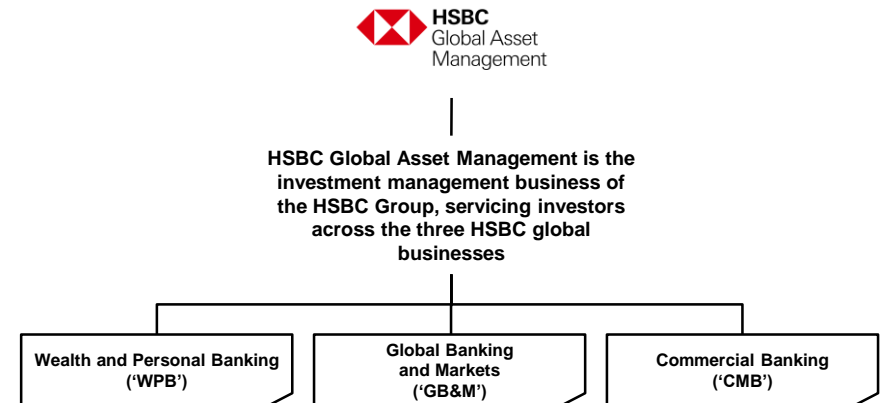 HSBC
Global Asset
Management
HSBC Global Asset Management is the
investment management business of
the HSBC Group, servicing investors
across the three HSBC global
businesses
Wealth and Personal Banking
(‘WPB’)
Global Banking
and Markets
(‘GB&M’)
Commercial Banking
(‘CMB’)